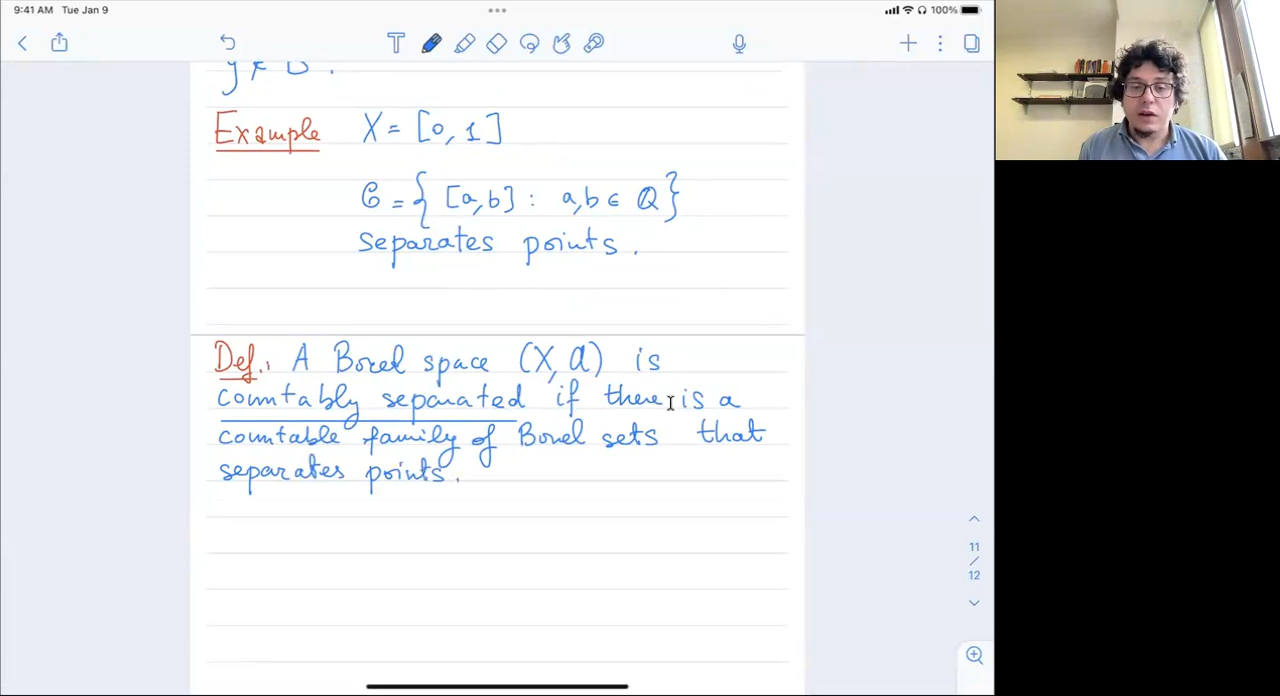 9:41 AM Tue Jan 9
100%
Example X = [0, 1]
C = { [a,b] : a,b ∈ Q }
separates points.
Def.: A Borel space (X, A) is
countably separated if there is a
countable family of Borel sets that
separates points.
11
/
12